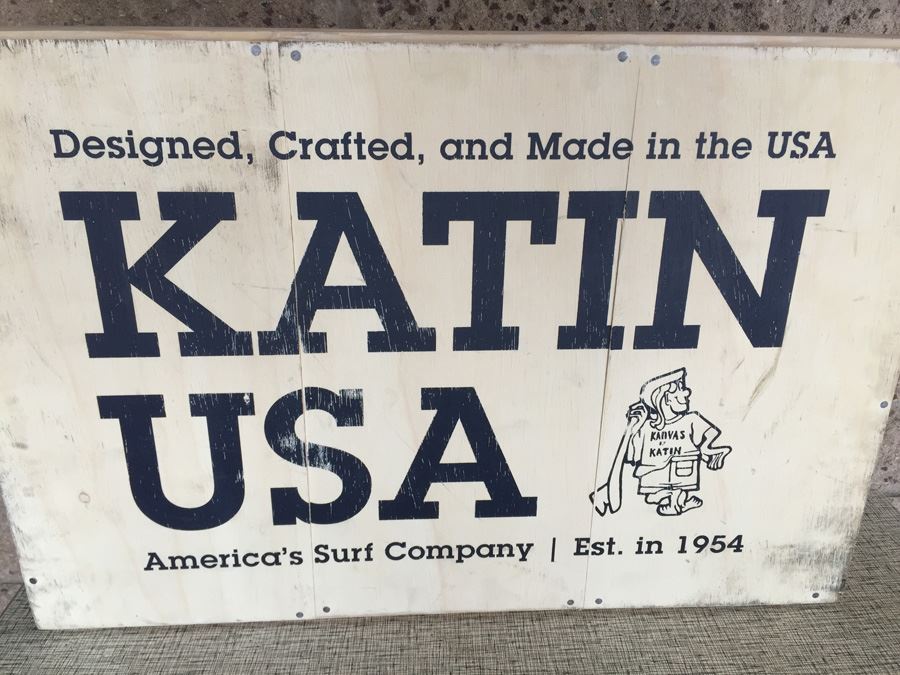 Designed, Crafted, and Made in the USA
KATIN
USA
KANVAS
BY
KATIN
America's Surf Company | Est. in 1954